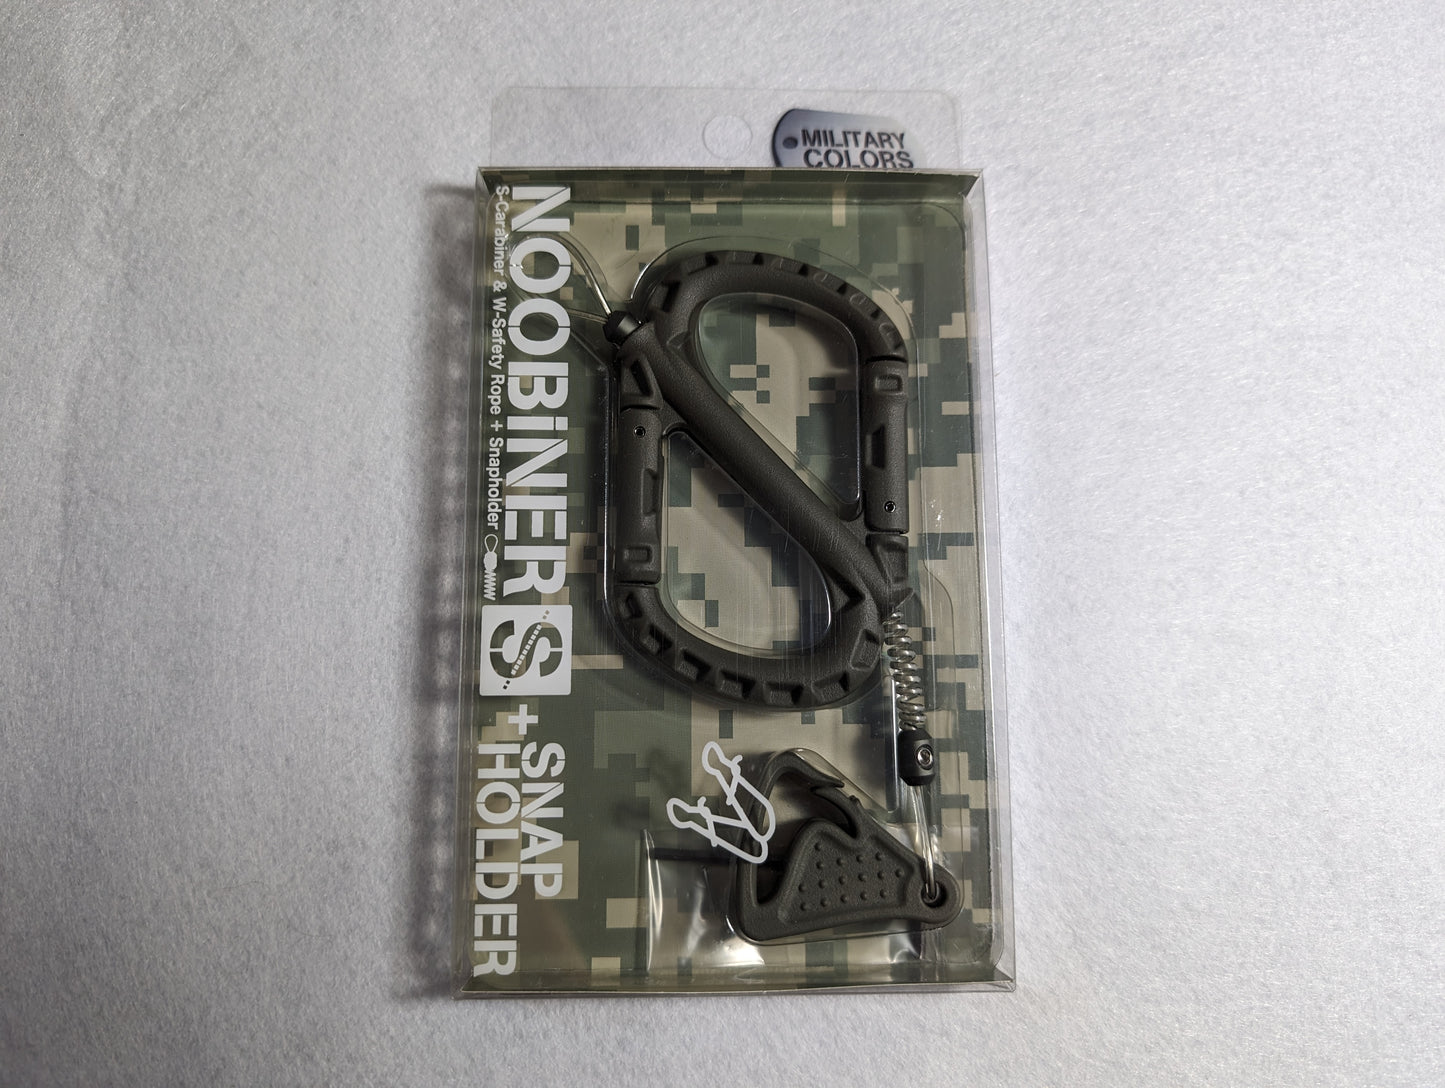 MILITARY
COLORS
NOOBiNER S
S-Carabiner & W-Safety Rope + Snapholder
+SNAP
HOLDER